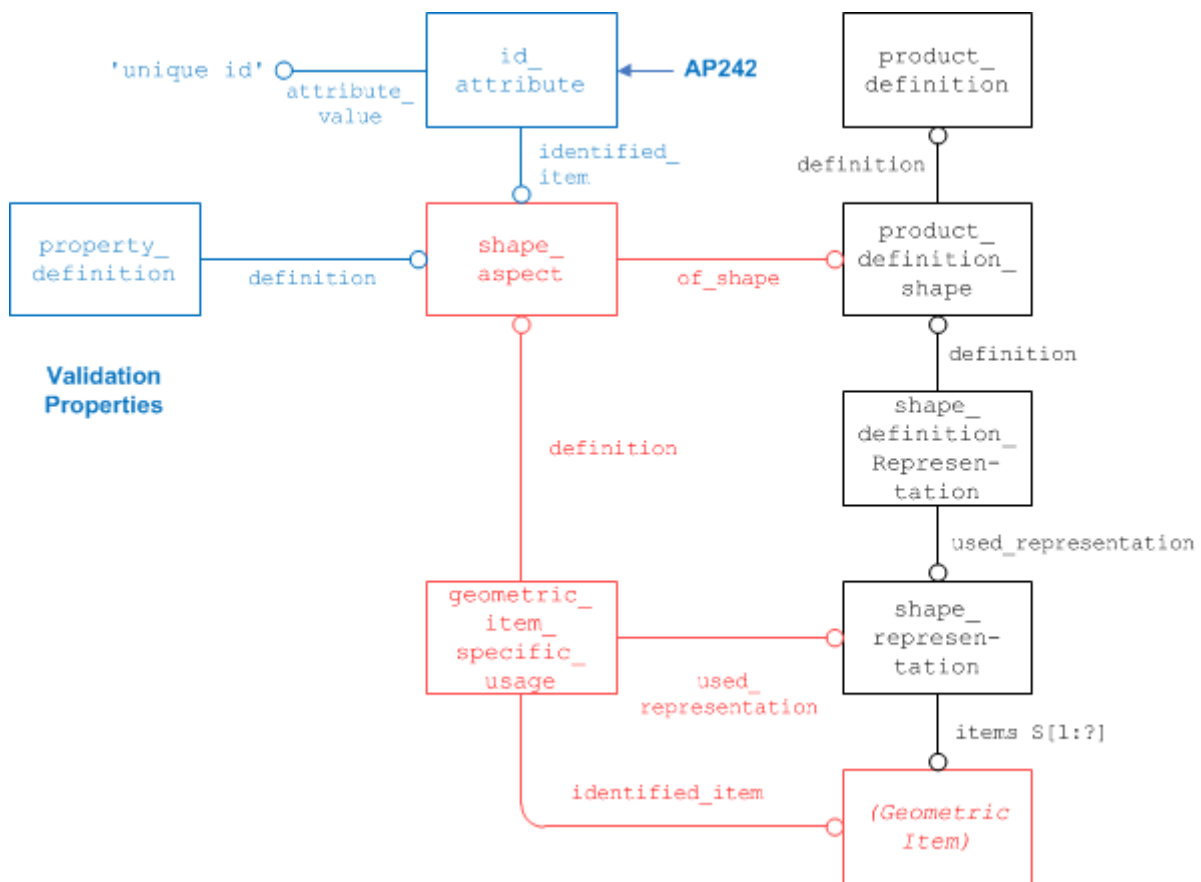 id_
attribute
'unique id'
attribute_
value
AP242
product_
definition
identified_
item
definition
property_
definition
definition
shape_
aspect
of_shape
product_
definition_
shape
Validation
Properties
definition
definition
shape_
definition_
Represen-
tation
used_representation
geometric_
item_
specific_
usage
used_
representation
shape_
represen-
tation
items S[1:?]
identified_item
(Geometric
Item)